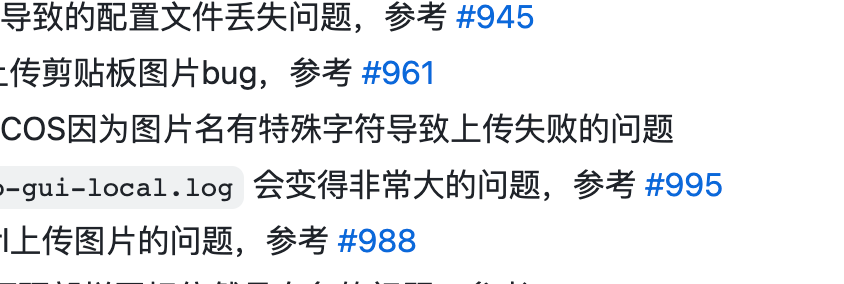 导致的配置文件丢失问题，参考 #945
上传剪贴板图片bug，参考 #961
COS因为图片名有特殊字符导致上传失败的问题
-gui-local.log 会变得非常大的问题，参考 #995
rl上传图片的问题，参考 #988